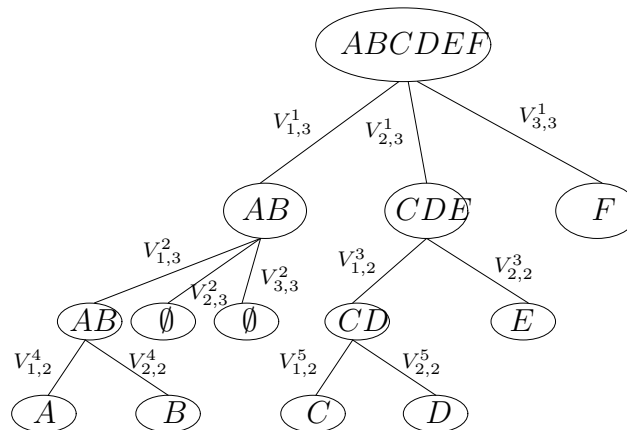 ABCDEF
V^1_{1,3} V^1_{2,3} V^1_{3,3}
AB CDE F
V^2_{1,3} V^2_{2,3} V^2_{3,3} V^3_{1,2} V^3_{2,2}
AB ∅ ∅ CD E
V^4_{1,2} V^4_{2,2} V^5_{1,2} V^5_{2,2}
A B C D